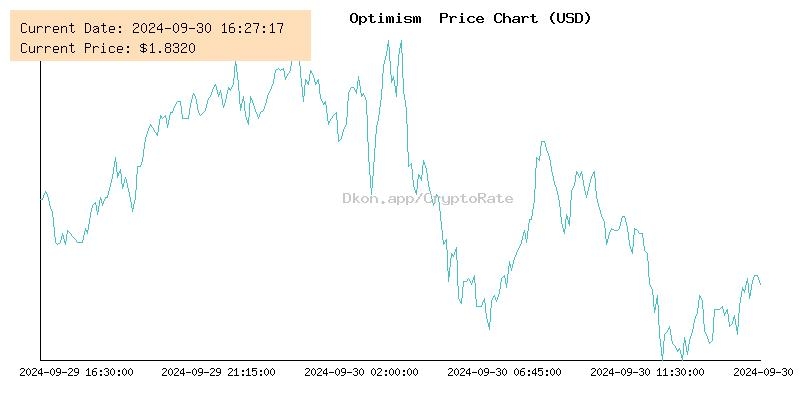 Optimism  Price Chart (USD)
Current Date: 2024-09-30 16:27:17
Current Price: $1.8320
Dkon.app/CryptoRate
2024-09-29 16:30:00 2024-09-29 21:15:00 2024-09-30 02:00:00 2024-09-30 06:45:00 2024-09-30 11:30:00 2024-09-30